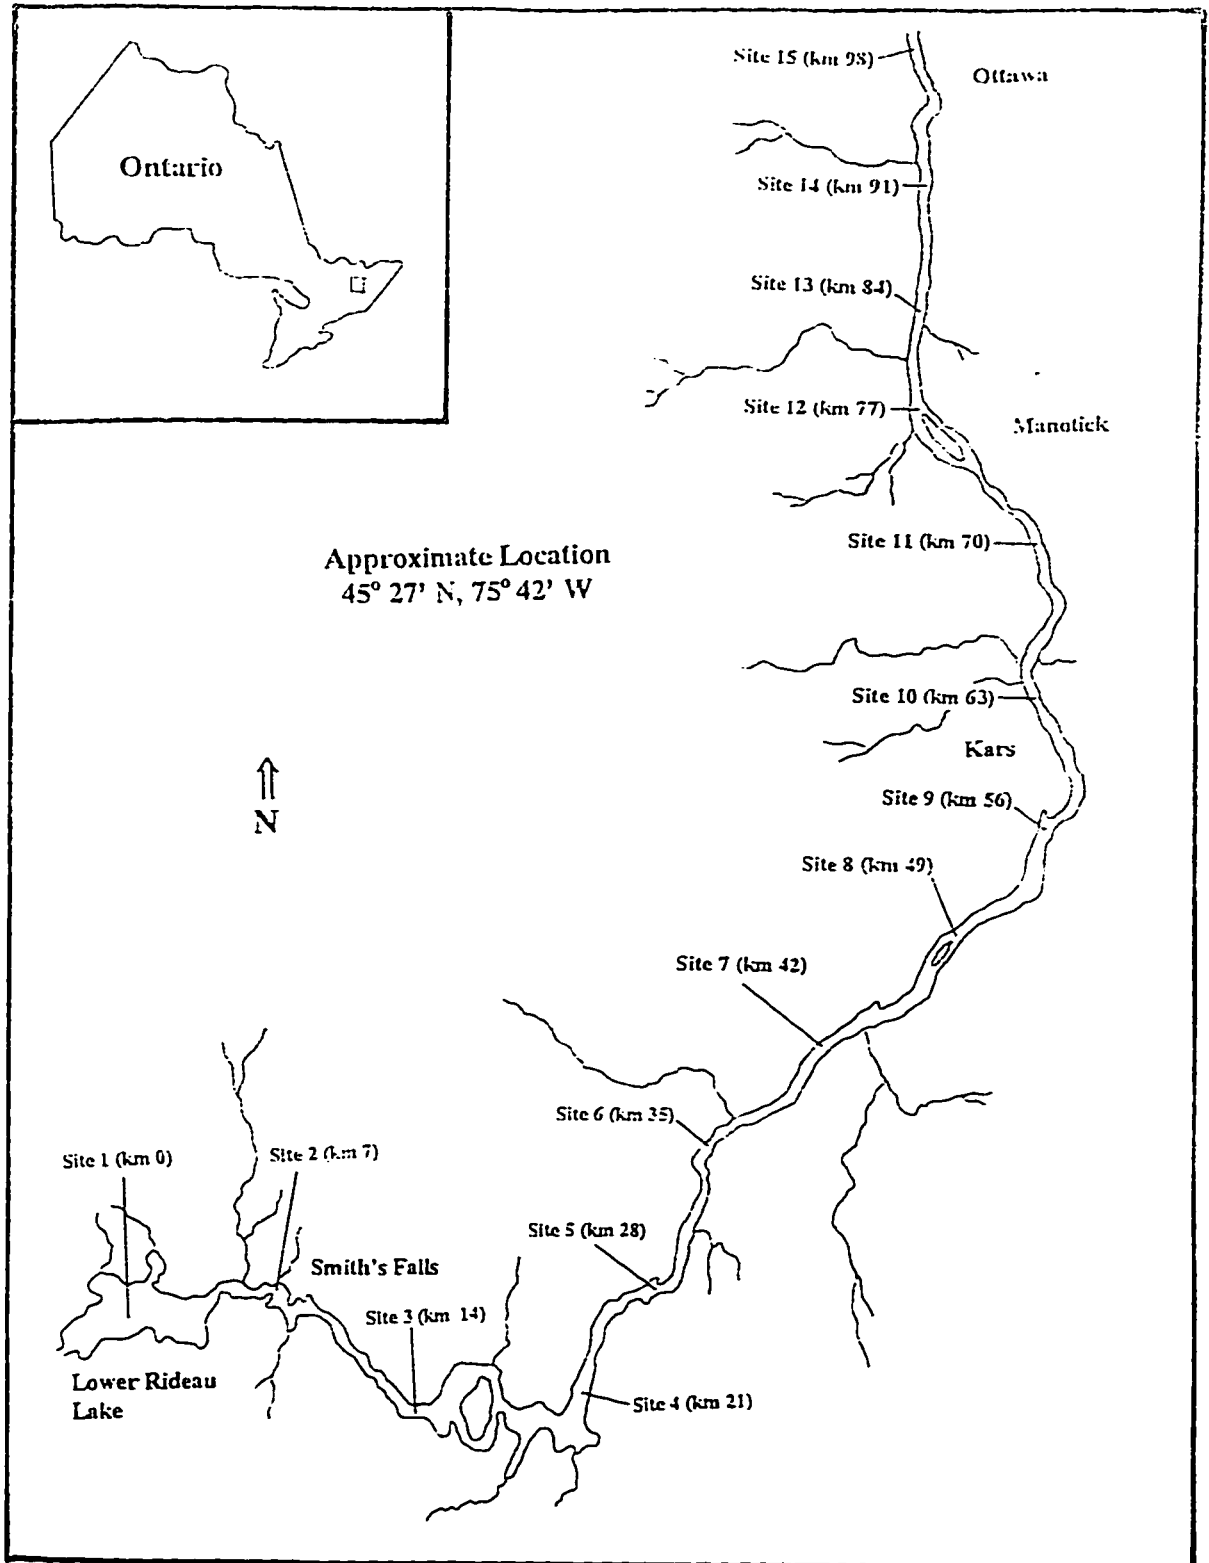 Ontario
Site 15 (km 98)
Ottawa
Site 14 (km 91)
Site 13 (km 84)
Site 12 (km 77)
Manotick
Site 11 (km 70)
Approximate Location
45° 27' N, 75° 42' W
Site 10 (km 63)
Kars
N
Site 9 (km 56)
Site 8 (km 49)
Site 7 (km 42)
Site 6 (km 35)
Site 1 (km 0)
Site 2 (km 7)
Site 5 (km 28)
Smith's Falls
Site 3 (km 14)
Lower Rideau
Lake
Site 4 (km 21)